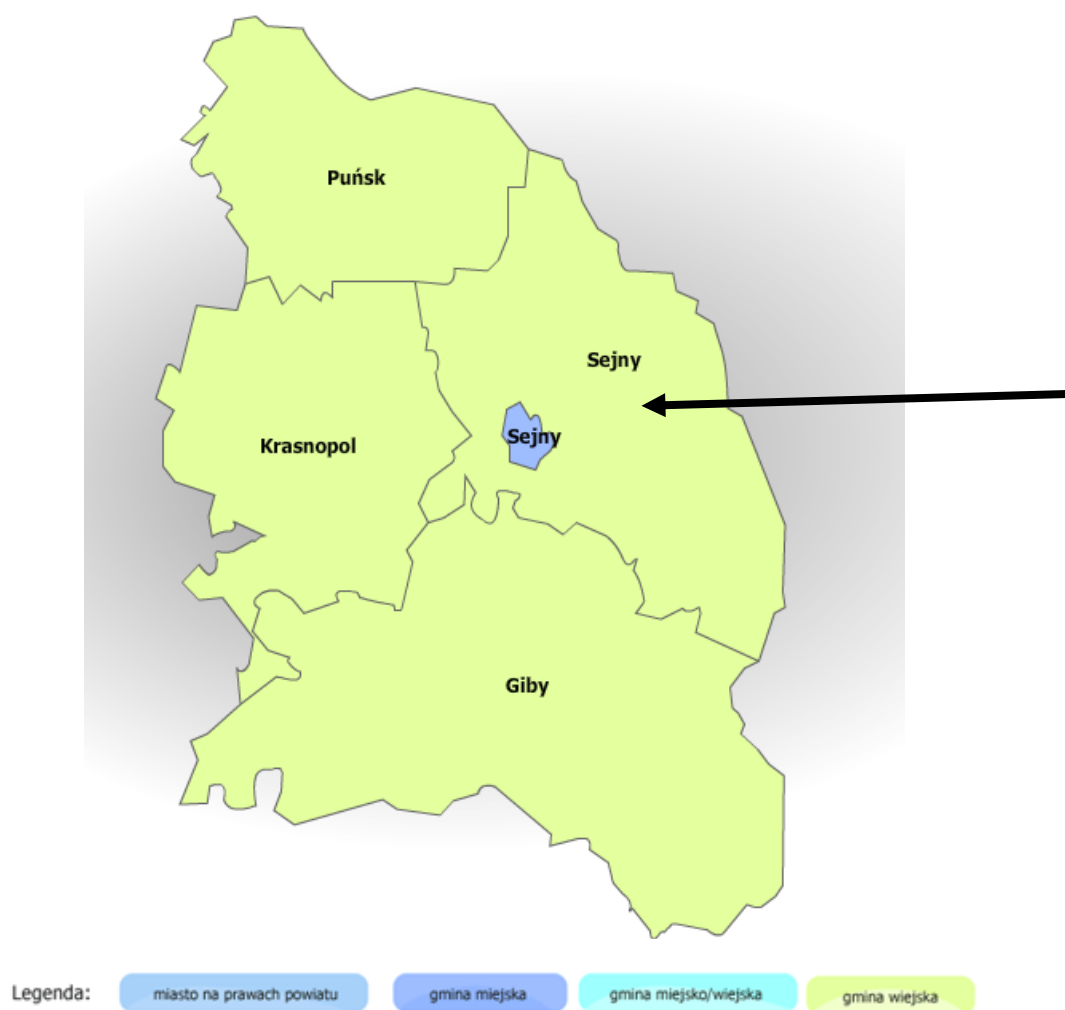 Puńsk
Sejny
Sejny
Krasnopol
Giby
Legenda: miasto na prawach powiatu gmina miejska gmina miejsko/wiejska gmina wiejska